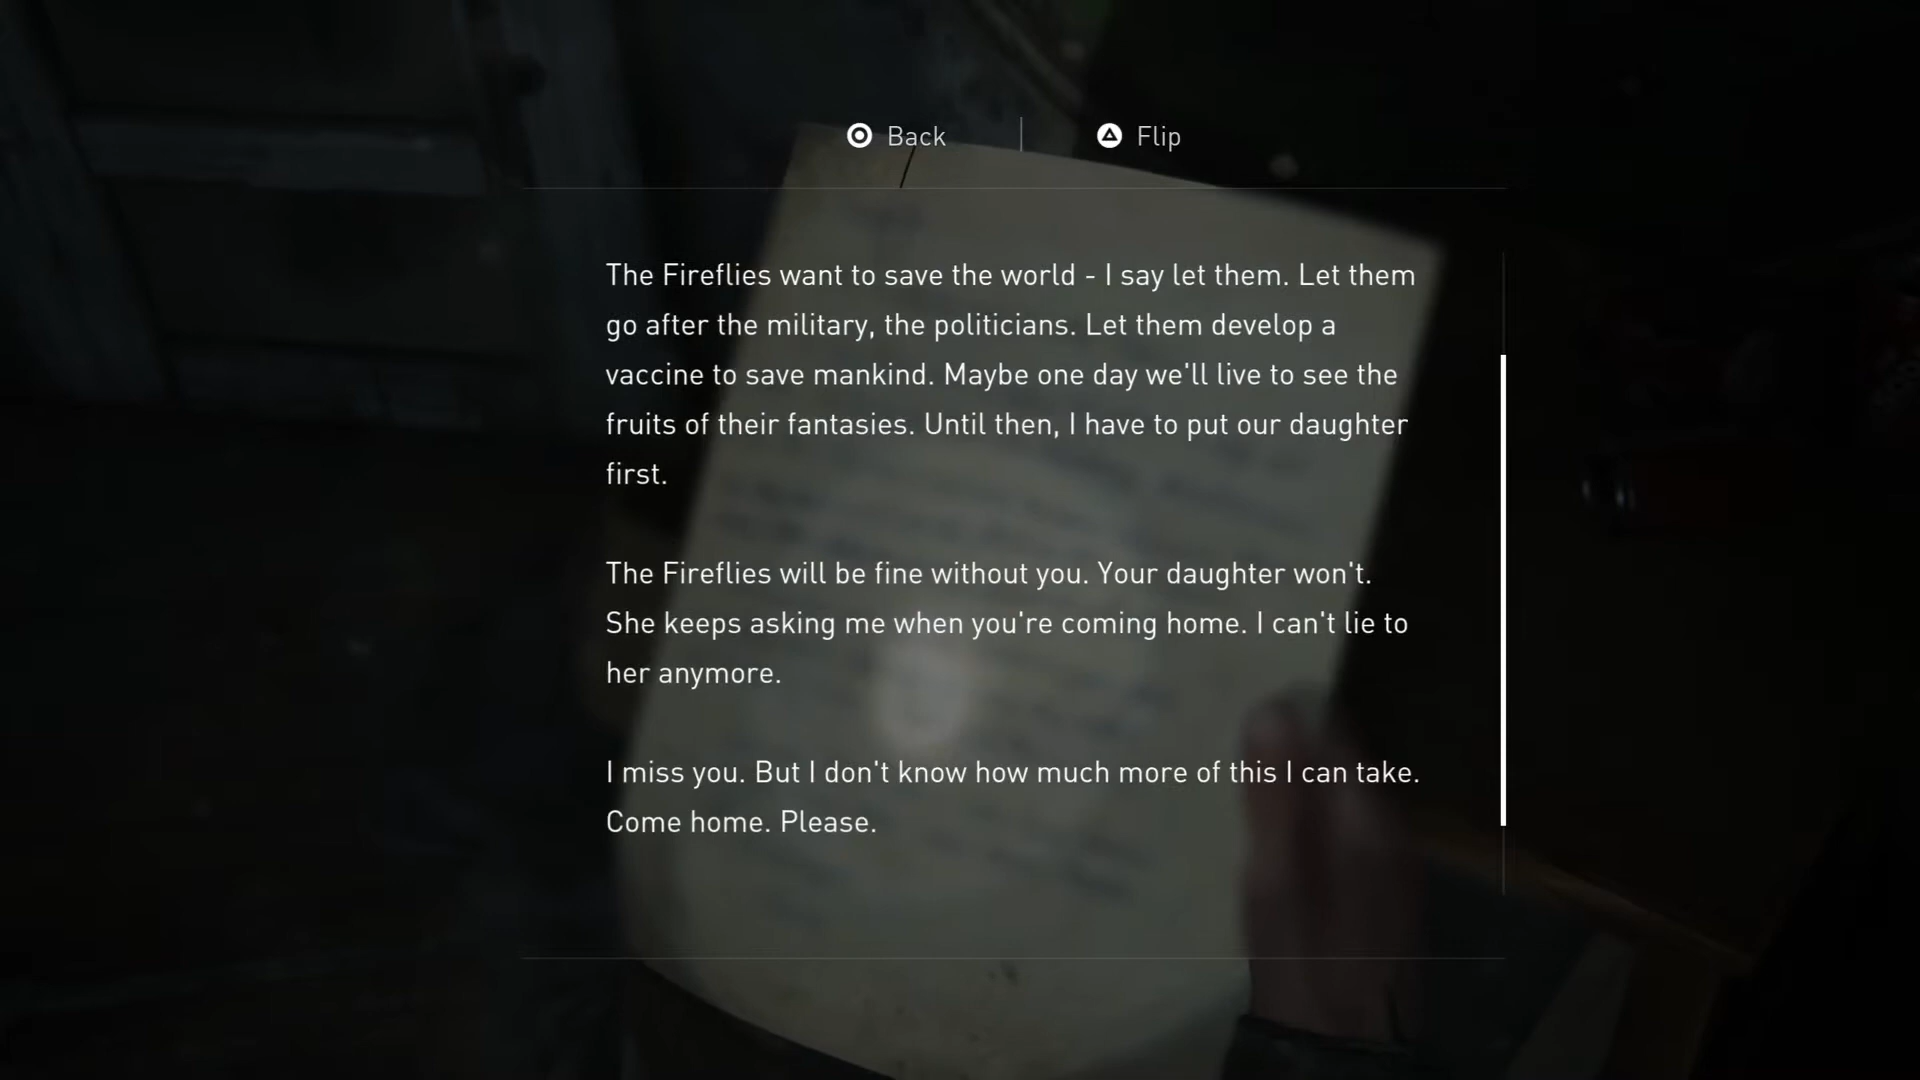 Back
Flip
The Fireflies want to save the world - I say let them. Let them
go after the military, the politicians. Let them develop a
vaccine to save mankind. Maybe one day we'll live to see the
fruits of their fantasies. Until then, I have to put our daughter
first.
The Fireflies will be fine without you. Your daughter won't.
She keeps asking me when you're coming home. I can't lie to
her anymore.
I miss you. But I don't know how much more of this I can take.
Come home. Please.